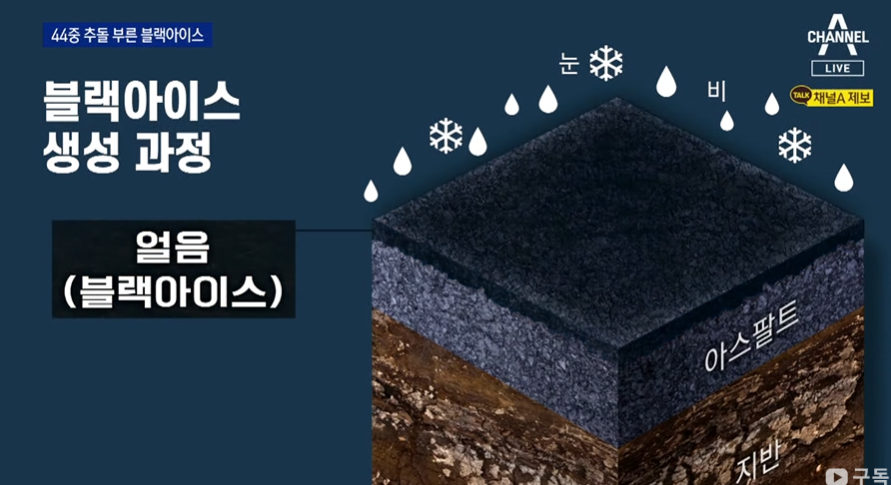 44중 추돌 부른 블랙아이스
CHANNEL A
LIVE
TALK 채널A 제보
블랙아이스
생성 과정
눈
비
얼음
(블랙아이스)
아스팔트
지반
구독